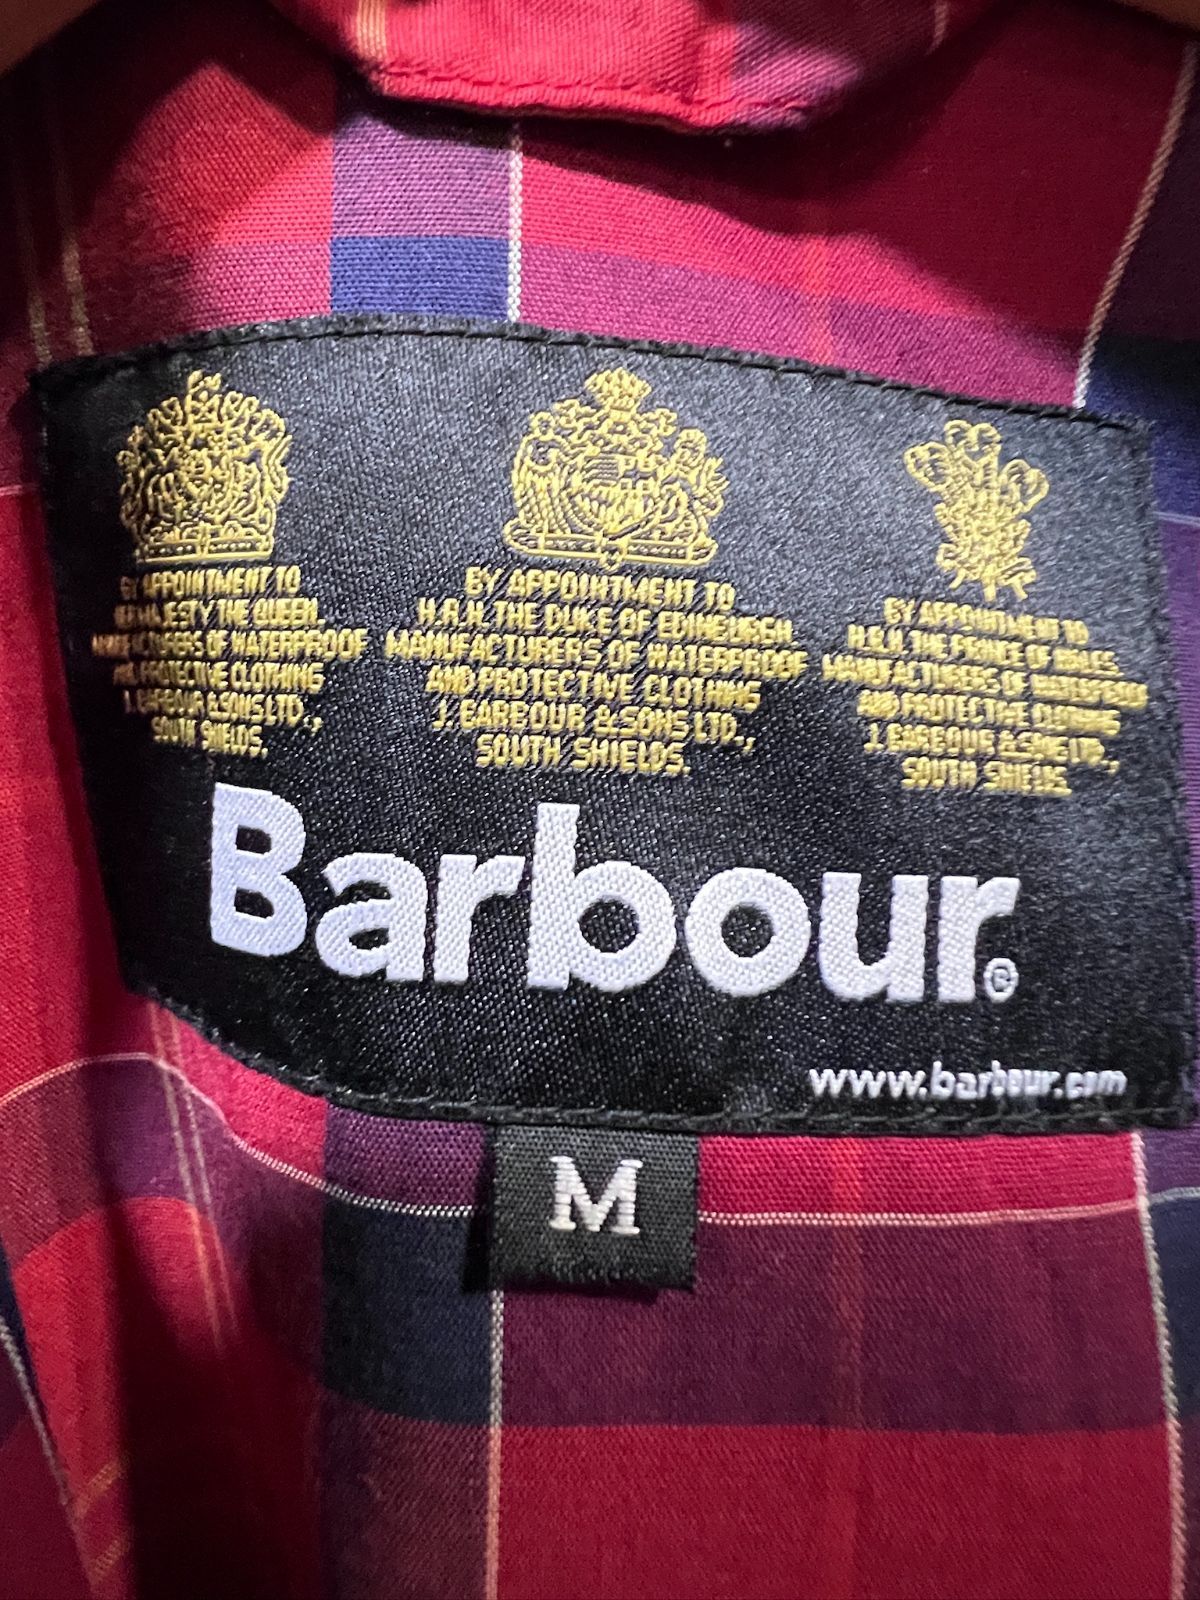 BY APPOINTMENT TO
HER MAJESTY THE QUEEN.
MANUFACTURERS OF WATERPROOF
AND PROTECTIVE CLOTHING
J. BARBOUR & SONS LTD.,
SOUTH SHIELDS.
BY APPOINTMENT TO
H.R.H. THE DUKE OF EDINBURGH.
MANUFACTURERS OF WATERPROOF
AND PROTECTIVE CLOTHING
J. BARBOUR & SONS LTD.,
SOUTH SHIELDS.
BY APPOINTMENT TO
H.R.H. THE PRINCE OF WALES.
MANUFACTURERS OF WATERPROOF
AND PROTECTIVE CLOTHING
J. BARBOUR & SONS LTD.,
SOUTH SHIELDS.
Barbour®
www.barbour.com
M